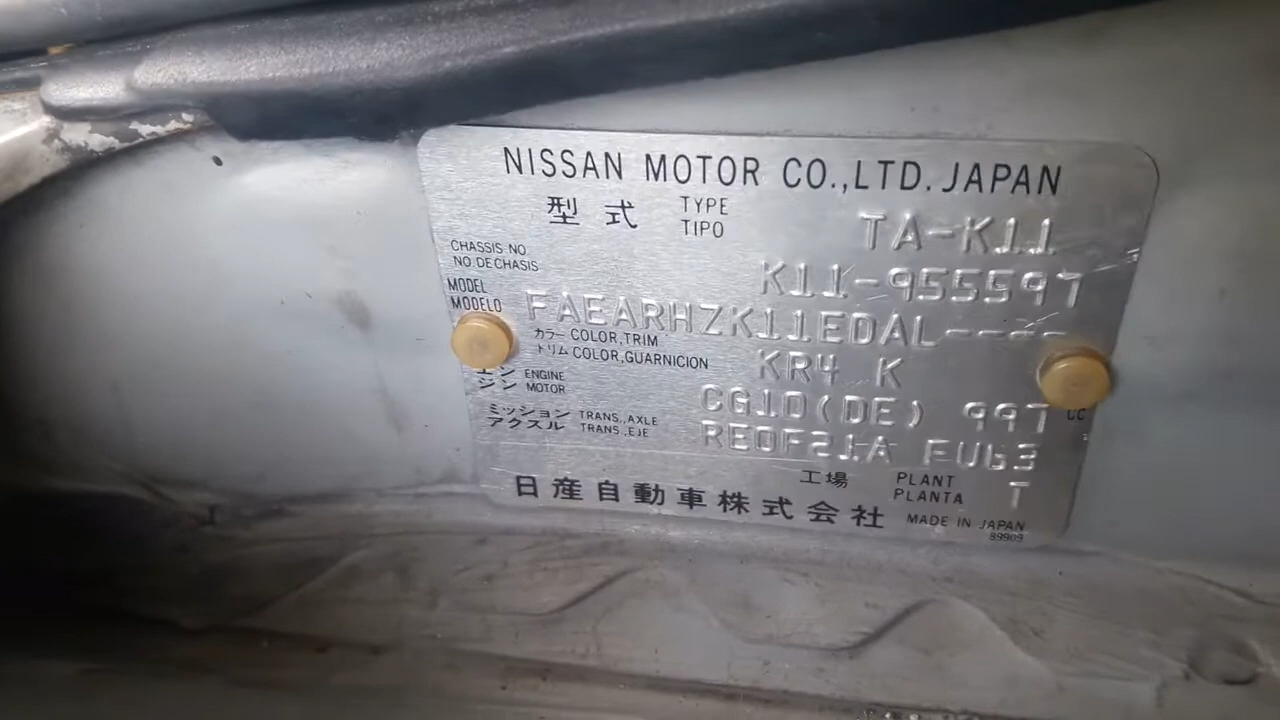 NISSAN MOTOR CO.,LTD. JAPAN
型式 TYPE TA-K11
TIPO
CHASSIS NO K11-955597
NO.DE CHASIS
MODEL FAEARHZK11EDAL----
MODELO
カラー COLOR,TRIM KR4 K
トリム COLOR,GUARNICION
エン ENGINE CG10(DE) 997 CC
ジン MOTOR
ミッション TRANS.,AXLE RE0F21A FU63
アクスル TRANS.,EJE
工場 PLANT T
PLANTA
日産自動車株式会社 MADE IN JAPAN
89909